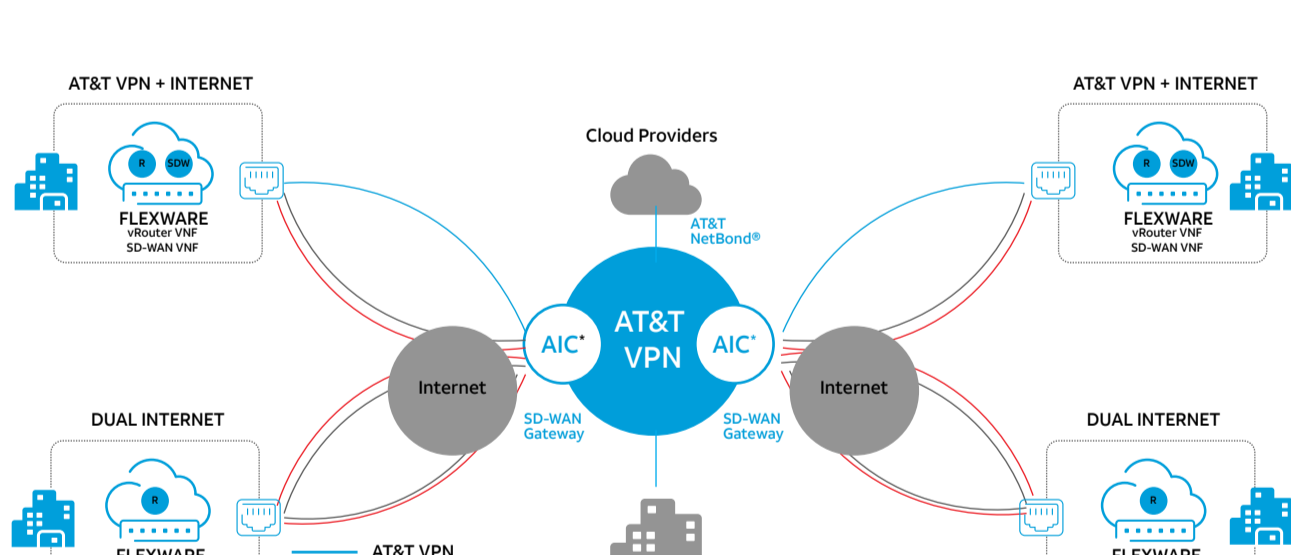 AT&T VPN + INTERNET
AT&T VPN + INTERNET
Cloud Providers
R
SDW
R
SDW
FLEXWARE
vRouter VNF
SD-WAN VNF
AT&T
NetBond®
FLEXWARE
vRouter VNF
SD-WAN VNF
AIC*
AT&T
VPN
AIC*
Internet
Internet
DUAL INTERNET
SD-WAN
Gateway
SD-WAN
Gateway
DUAL INTERNET
R
R
FLEXWARE
AT&T VPN
FLEXWARE